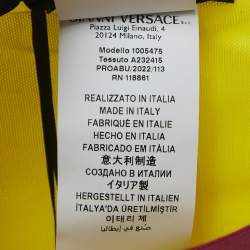 GIANNI VERSACE S.r.l.
Piazza Luigi Einaudi, 4
20124 Milano, Italy
Modello 1005475
Tessuto A232415
PROABU/2022/113
RN 118861
REALIZZATO IN ITALIA
MADE IN ITALY
FABRIQUÉ EN ITALIE
HECHO EN ITALIA
FABRICADO EM ITÁLIA
意大利制造
СОЗДАНО В ИТАЛИИ
イタリア製
HERGESTELLT IN ITALIEN
İTALYA'DA ÜRETİLMİŞTİR
이태리 제
صنع في إيطاليا